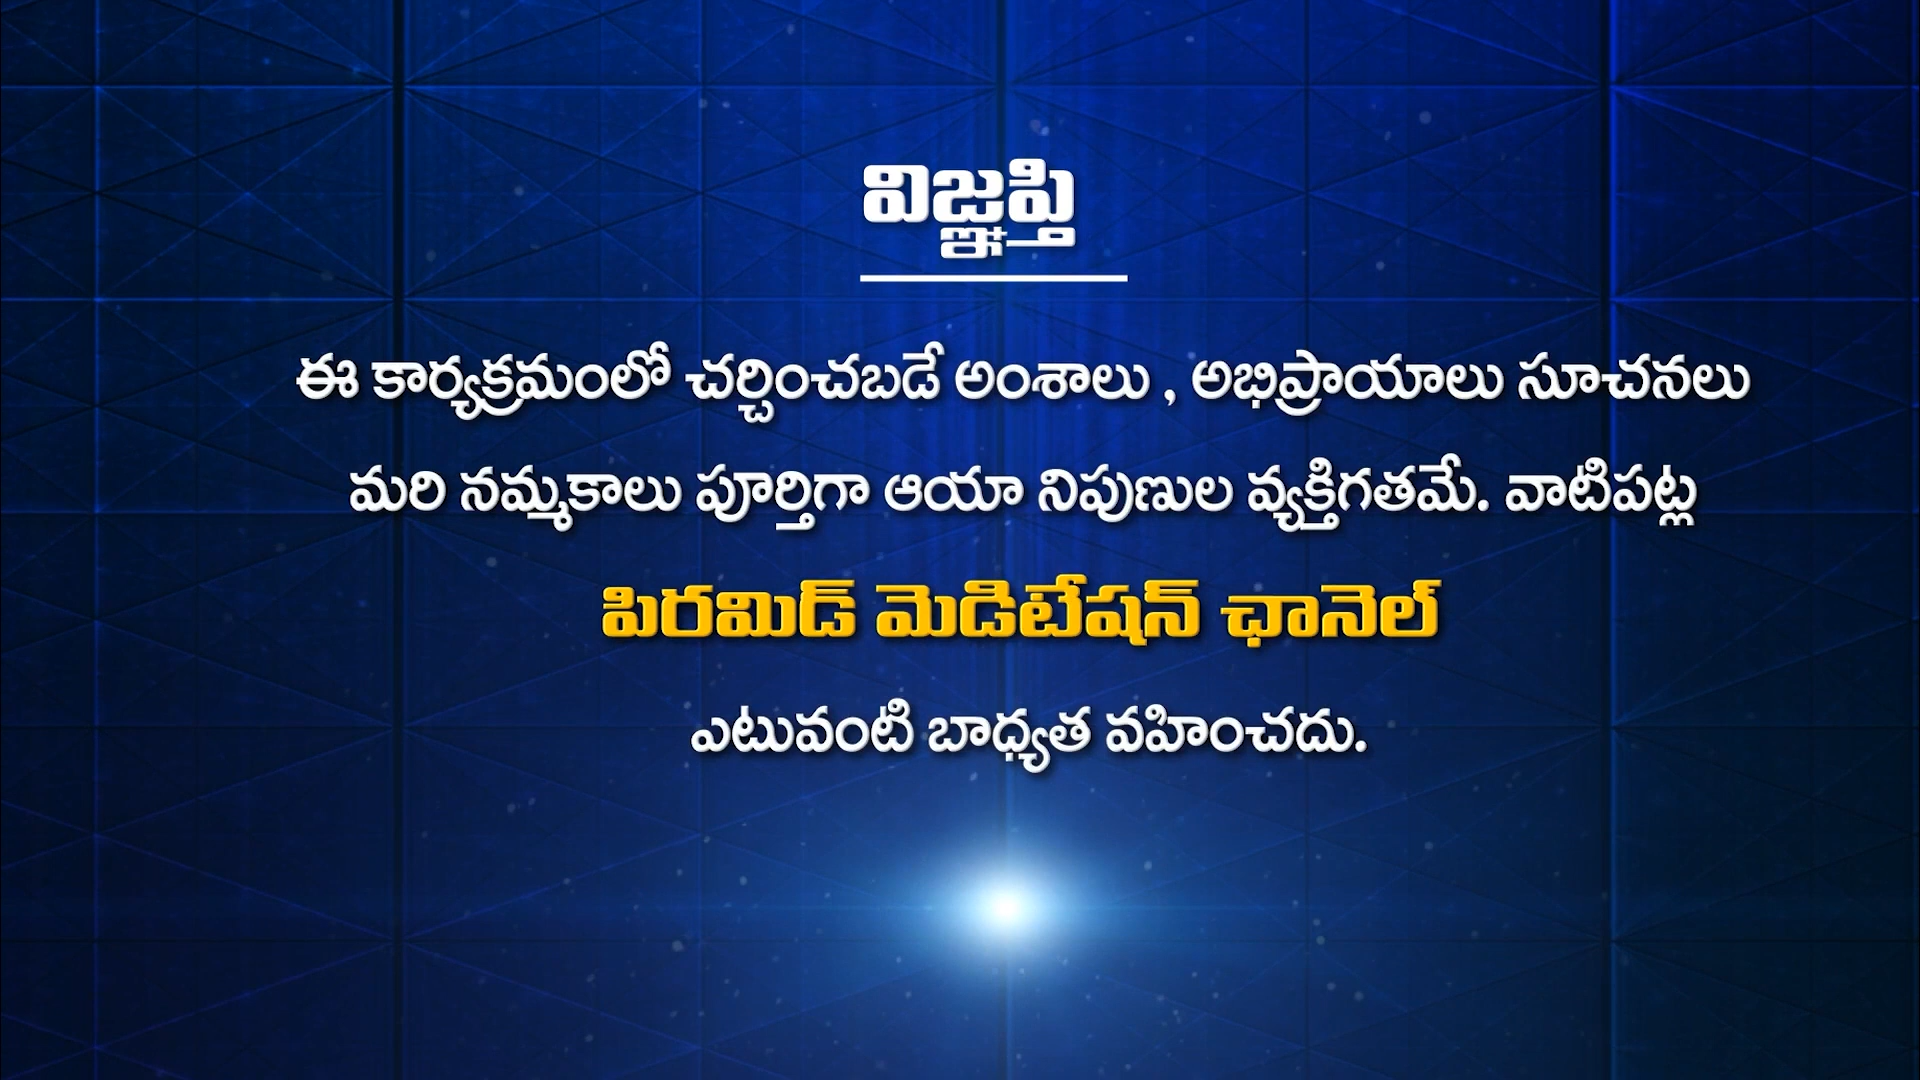 విజ్ఞప్తి
ఈ కార్యక్రమంలో చర్చించబడే అంశాలు , అభిప్రాయాలు సూచనలు
మరి నమ్మకాలు పూర్తిగా ఆయా నిపుణుల వ్యక్తిగతమే. వాటిపట్ల
పిరమిడ్ మెడిటేషన్ ఛానెల్
ఎటువంటి బాధ్యత వహించదు.